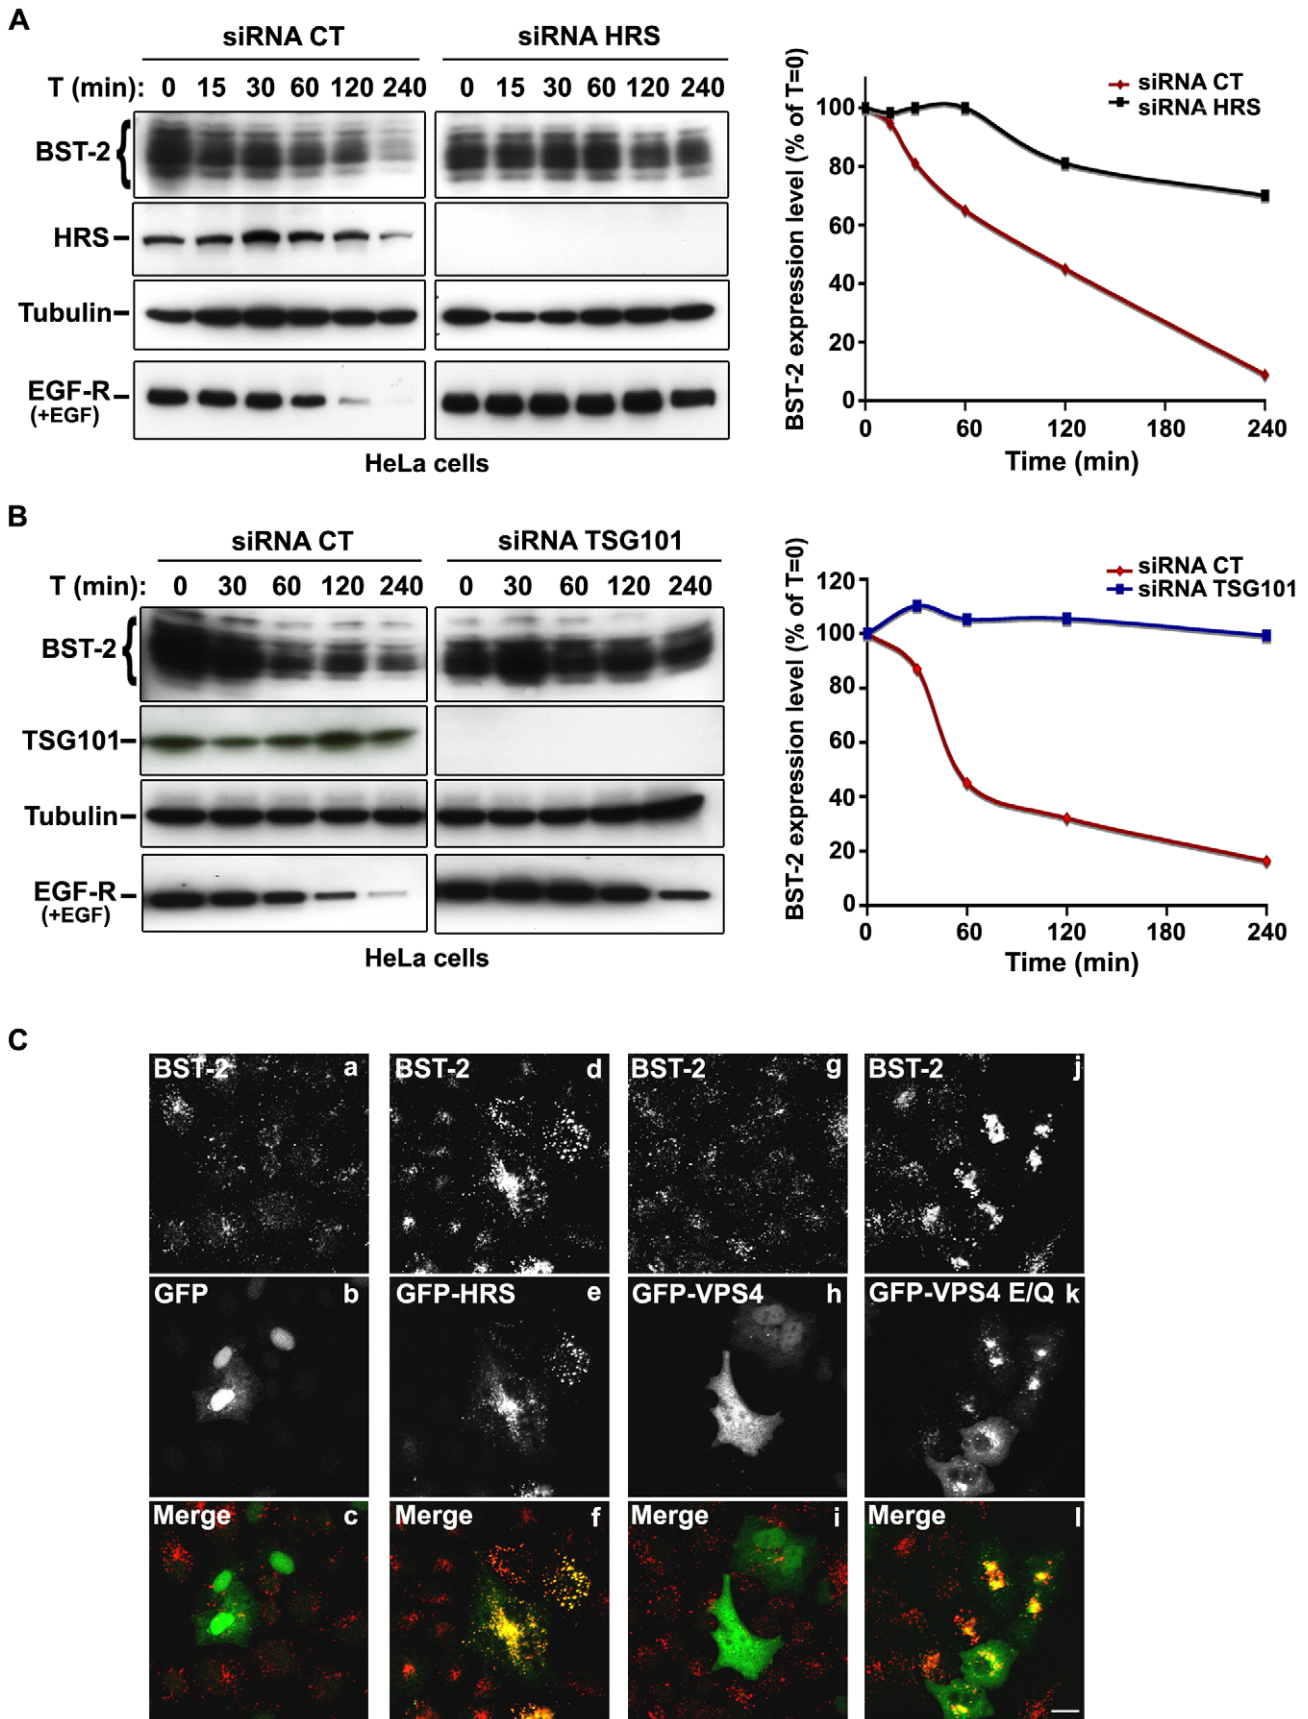 A
siRNA CT
siRNA HRS
T (min): 0 15 30 60 120 240 0 15 30 60 120 240
BST-2
HRS
Tubulin
EGF-R
(+EGF)
HeLa cells
BST-2 expression level (% of T=0)
siRNA CT
siRNA HRS
100
80
60
40
20
0
0 60 120 180 240
Time (min)
B
siRNA CT
siRNA TSG101
T (min): 0 30 60 120 240 0 30 60 120 240
BST-2
TSG101
Tubulin
EGF-R
(+EGF)
HeLa cells
BST-2 expression level (% of T=0)
siRNA CT
siRNA TSG101
120
100
80
60
40
20
0
0 60 120 180 240
Time (min)
C
BST-2 a
BST-2 d
BST-2 g
BST-2 j
GFP b
GFP-HRS e
GFP-VPS4 h
GFP-VPS4 E/Q k
Merge c
Merge f
Merge i
Merge l